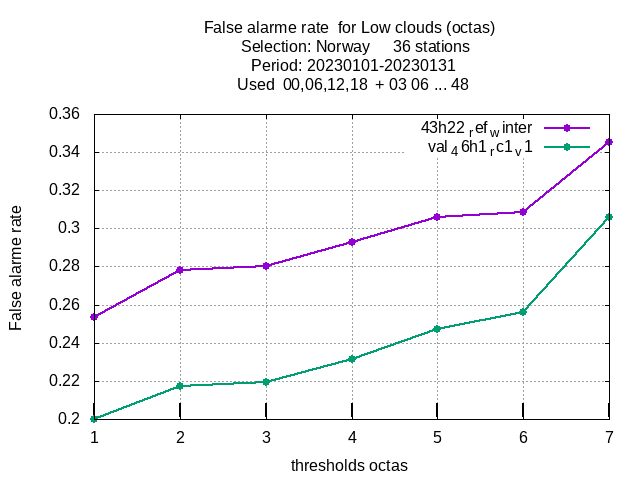 False alarme rate  for Low clouds (octas)
Selection: Norway     36 stations
Period: 20230101-20230131
Used  00,06,12,18  + 03 06 ... 48
0.36
0.34
0.32
0.3
0.28
0.26
0.24
0.22
0.2
False alarme rate
43h22_ref_winter
val_46h1_rc1_v1
1 2 3 4 5 6 7
thresholds octas